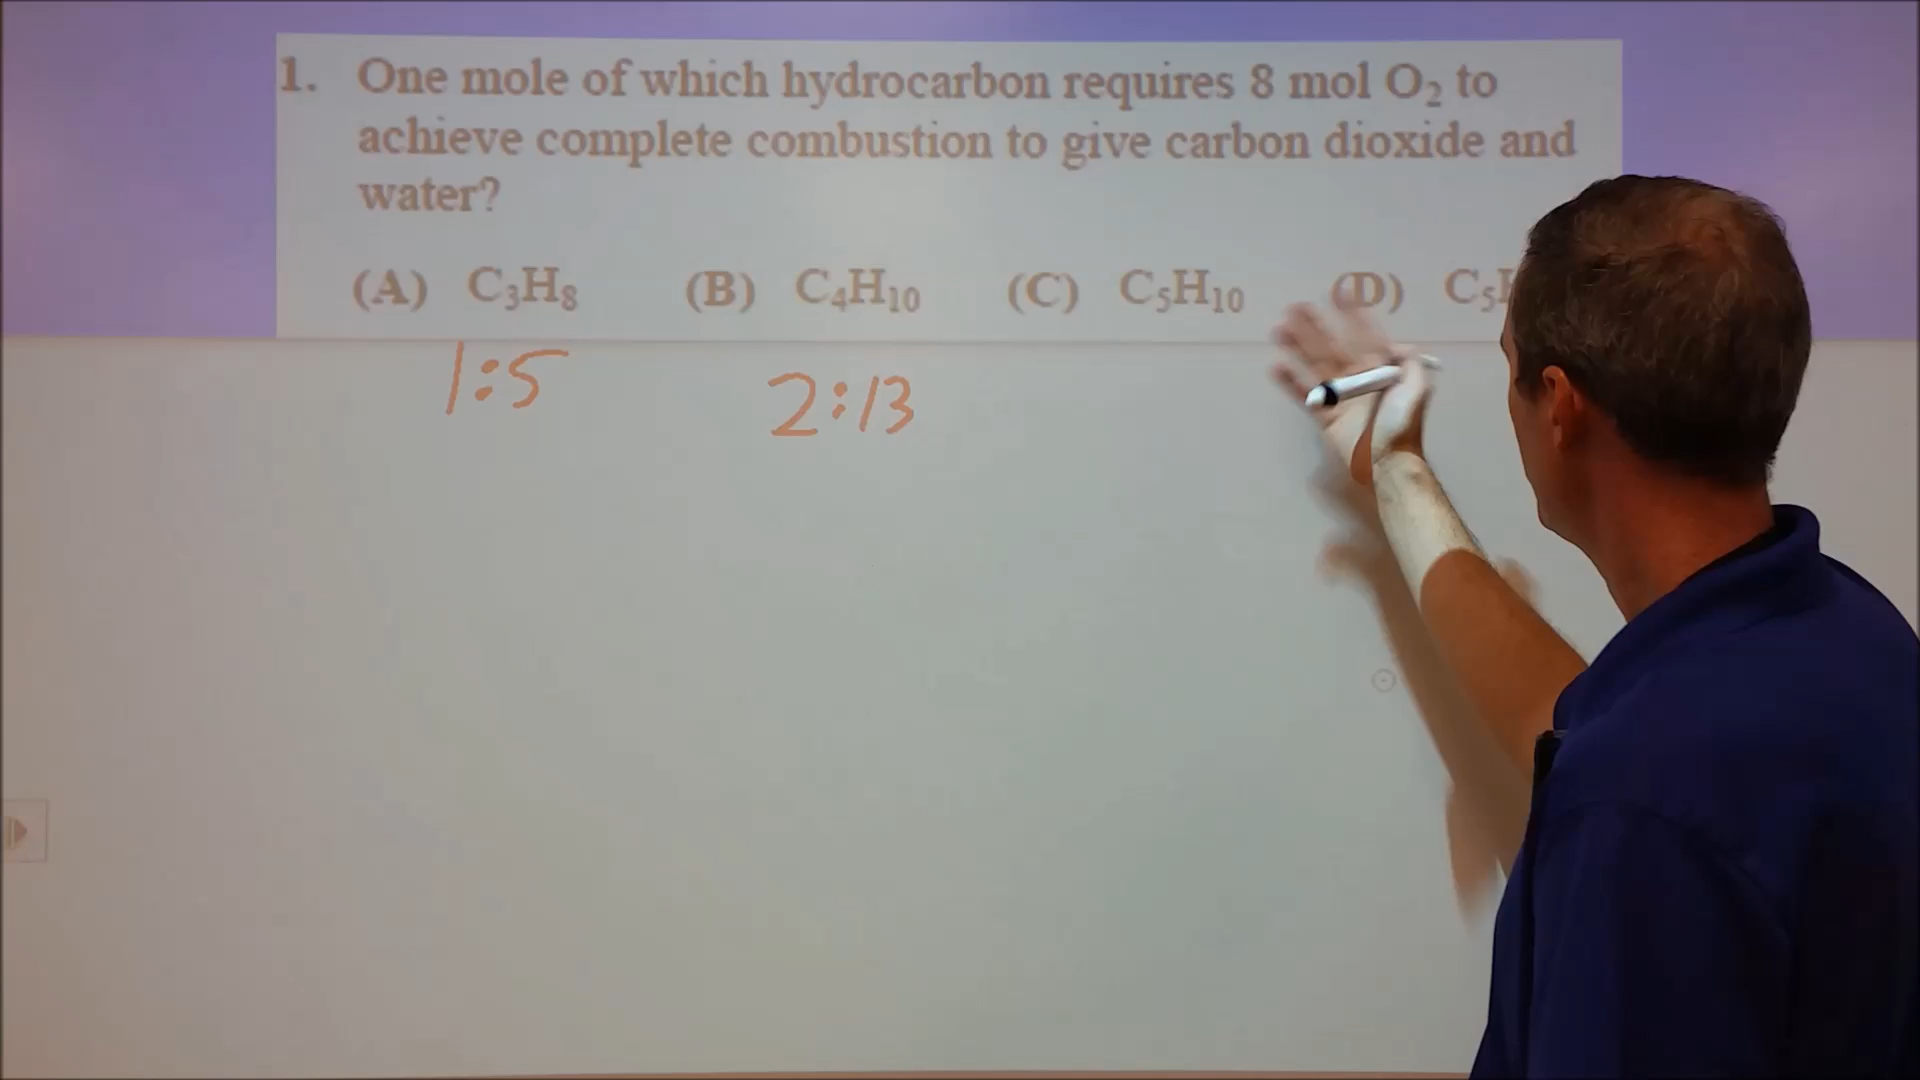 1. One mole of which hydrocarbon requires 8 mol O₂ to
achieve complete combustion to give carbon dioxide and
water?
(A) C₃H₈ (B) C₄H₁₀ (C) C₅H₁₀ (D) C₅
1:5 2:13